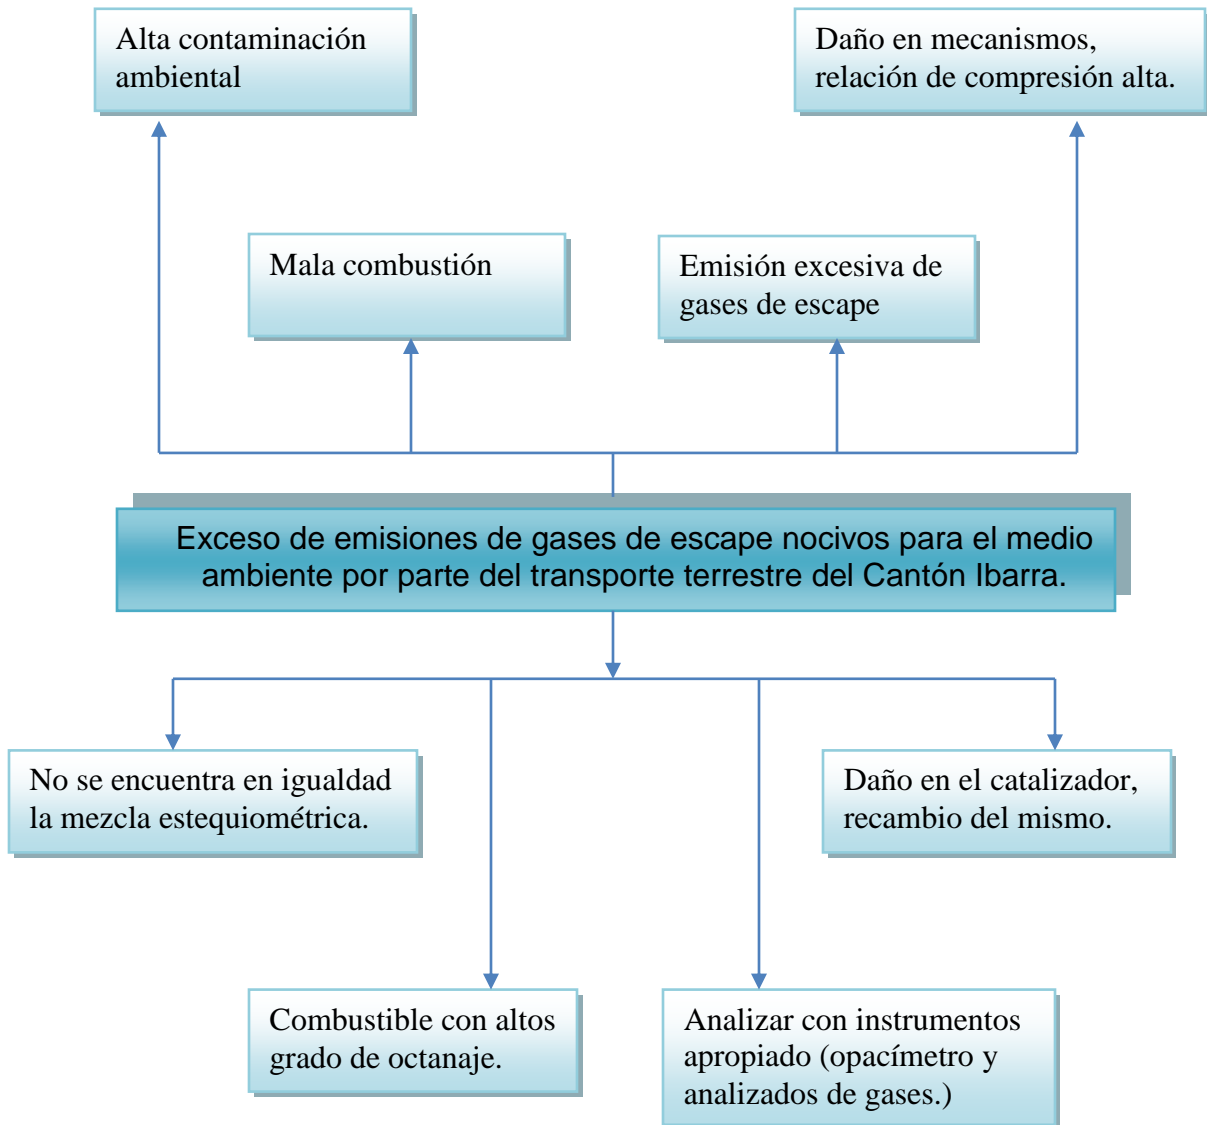 Alta contaminación
ambiental
Daño en mecanismos,
relación de compresión alta.
Mala combustión
Emisión excesiva de
gases de escape
Exceso de emisiones de gases de escape nocivos para el medio
ambiente por parte del transporte terrestre del Cantón Ibarra.
No se encuentra en igualdad
la mezcla estequiométrica.
Daño en el catalizador,
recambio del mismo.
Combustible con altos
grado de octanaje.
Analizar con instrumentos
apropiado (opacímetro y
analizados de gases.)